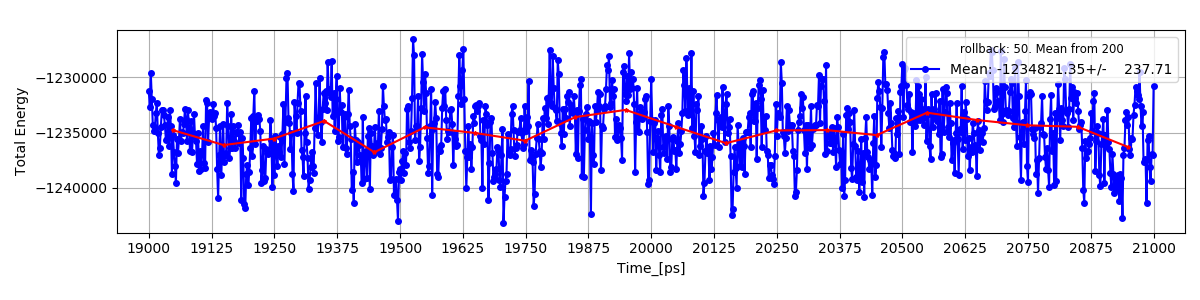 rollback: 50. Mean from 200
Mean: -1234821.35+/- 237.71
Total Energy
−1230000
−1235000
−1240000
19000 19125 19250 19375 19500 19625 19750 19875 20000 20125 20250 20375 20500 20625 20750 20875 21000
Time_[ps]